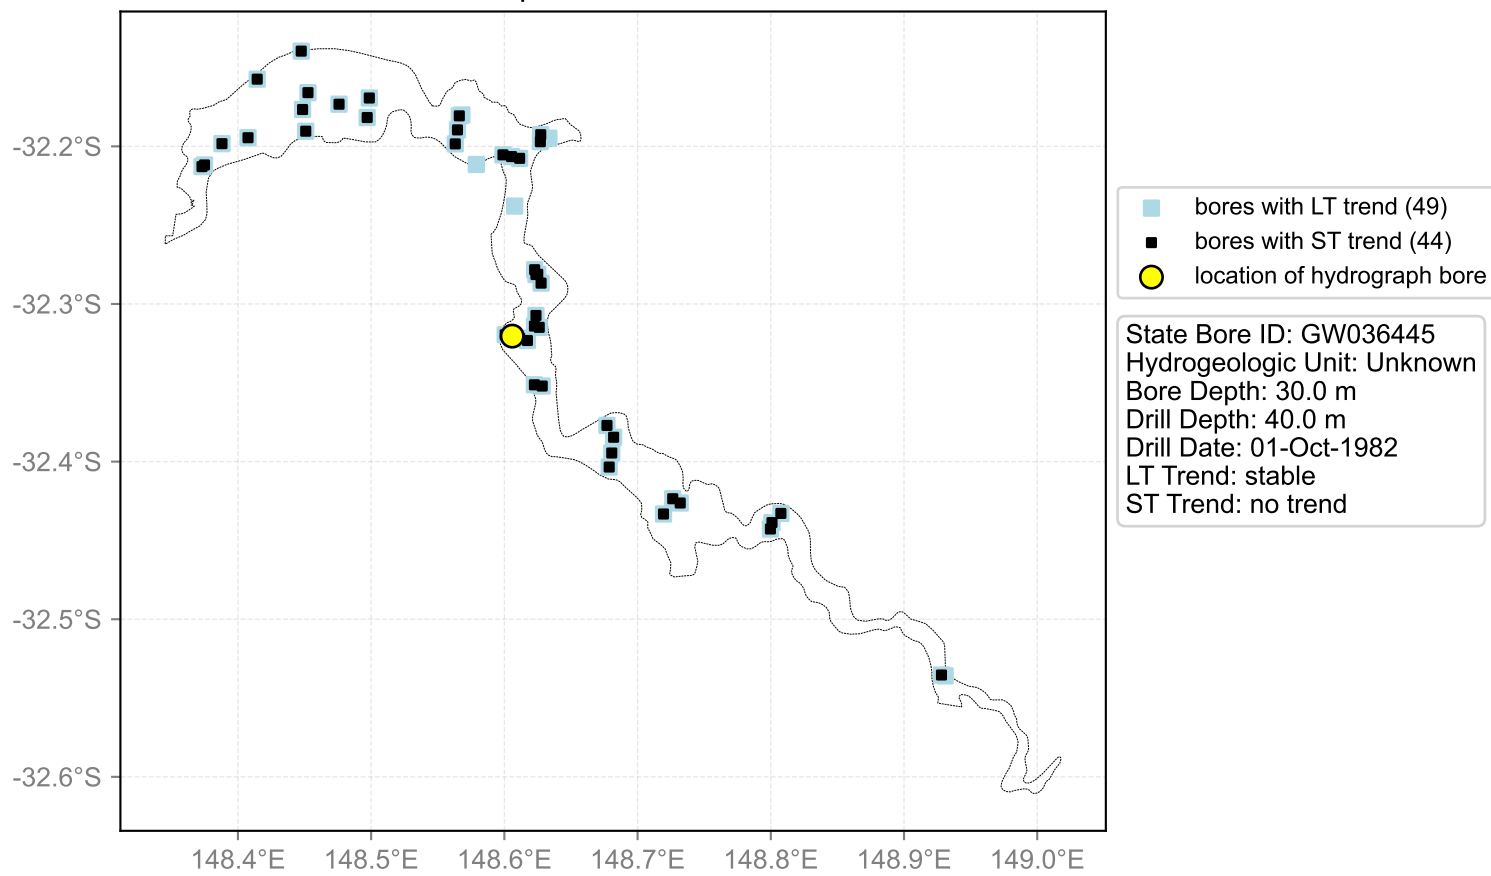 -32.2°S
-32.3°S
-32.4°S
-32.5°S
-32.6°S
148.4°E
148.5°E
148.6°E
148.7°E
148.8°E
148.9°E
149.0°E
bores with LT trend (49)
bores with ST trend (44)
location of hydrograph bore
State Bore ID: GW036445
Hydrogeologic Unit: Unknown
Bore Depth: 30.0 m
Drill Depth: 40.0 m
Drill Date: 01-Oct-1982
LT Trend: stable
ST Trend: no trend